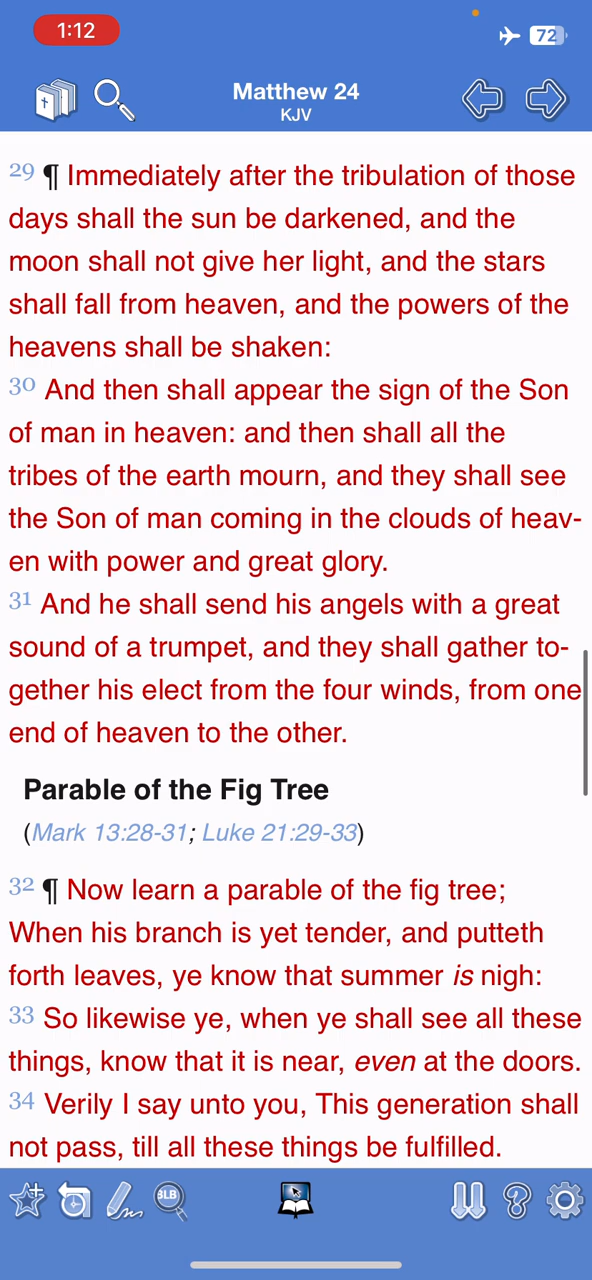 1:12
72
Matthew 24
KJV
29 ¶ Immediately after the tribulation of those
days shall the sun be darkened, and the
moon shall not give her light, and the stars
shall fall from heaven, and the powers of the
heavens shall be shaken:
30 And then shall appear the sign of the Son
of man in heaven: and then shall all the
tribes of the earth mourn, and they shall see
the Son of man coming in the clouds of heav-
en with power and great glory.
31 And he shall send his angels with a great
sound of a trumpet, and they shall gather to-
gether his elect from the four winds, from one
end of heaven to the other.
Parable of the Fig Tree
(Mark 13:28-31; Luke 21:29-33)
32 ¶ Now learn a parable of the fig tree;
When his branch is yet tender, and putteth
forth leaves, ye know that summer is nigh:
33 So likewise ye, when ye shall see all these
things, know that it is near, even at the doors.
34 Verily I say unto you, This generation shall
not pass, till all these things be fulfilled.
BLB